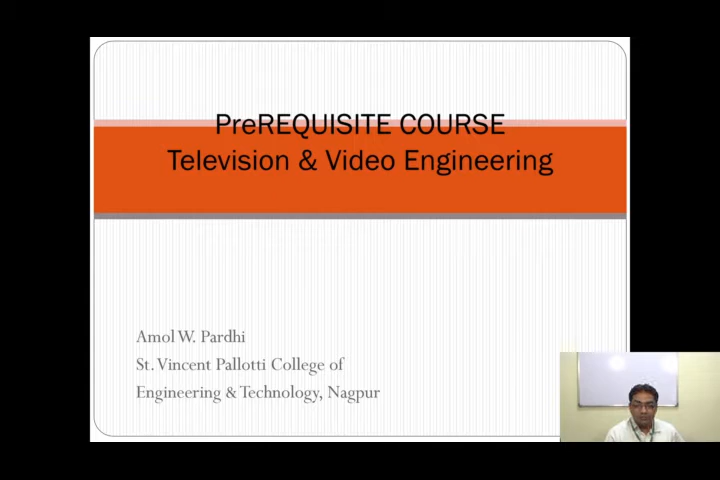 PreREQUISITE COURSE
Television & Video Engineering
Amol W. Pardhi
St. Vincent Pallotti College of
Engineering & Technology, Nagpur